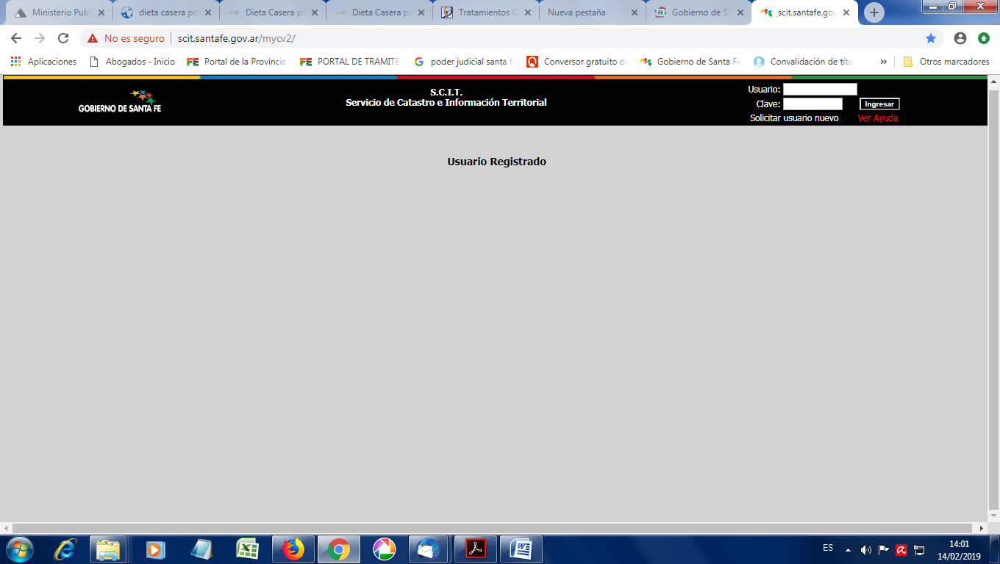 Ministerio Publ
dieta casera pa
Dieta Casera pa
Dieta Casera pa
Tratamientos C
Nueva pestaña
Gobierno de Sa
scit.santafe.gov
No es seguro
scit.santafe.gov.ar/mycv2/
Aplicaciones
Abogados - Inicio
Portal de la Provincia
PORTAL DE TRAMITE
poder judicial santa f
Conversor gratuito d
Gobierno de Santa Fe
Convalidación de títu
»
Otros marcadores
GOBIERNO DE SANTA FE
S.C.I.T.
Servicio de Catastro e Información Territorial
Usuario:
Clave:
Ingresar
Solicitar usuario nuevo
Ver Ayuda
Usuario Registrado
ES
14:01
14/02/2019